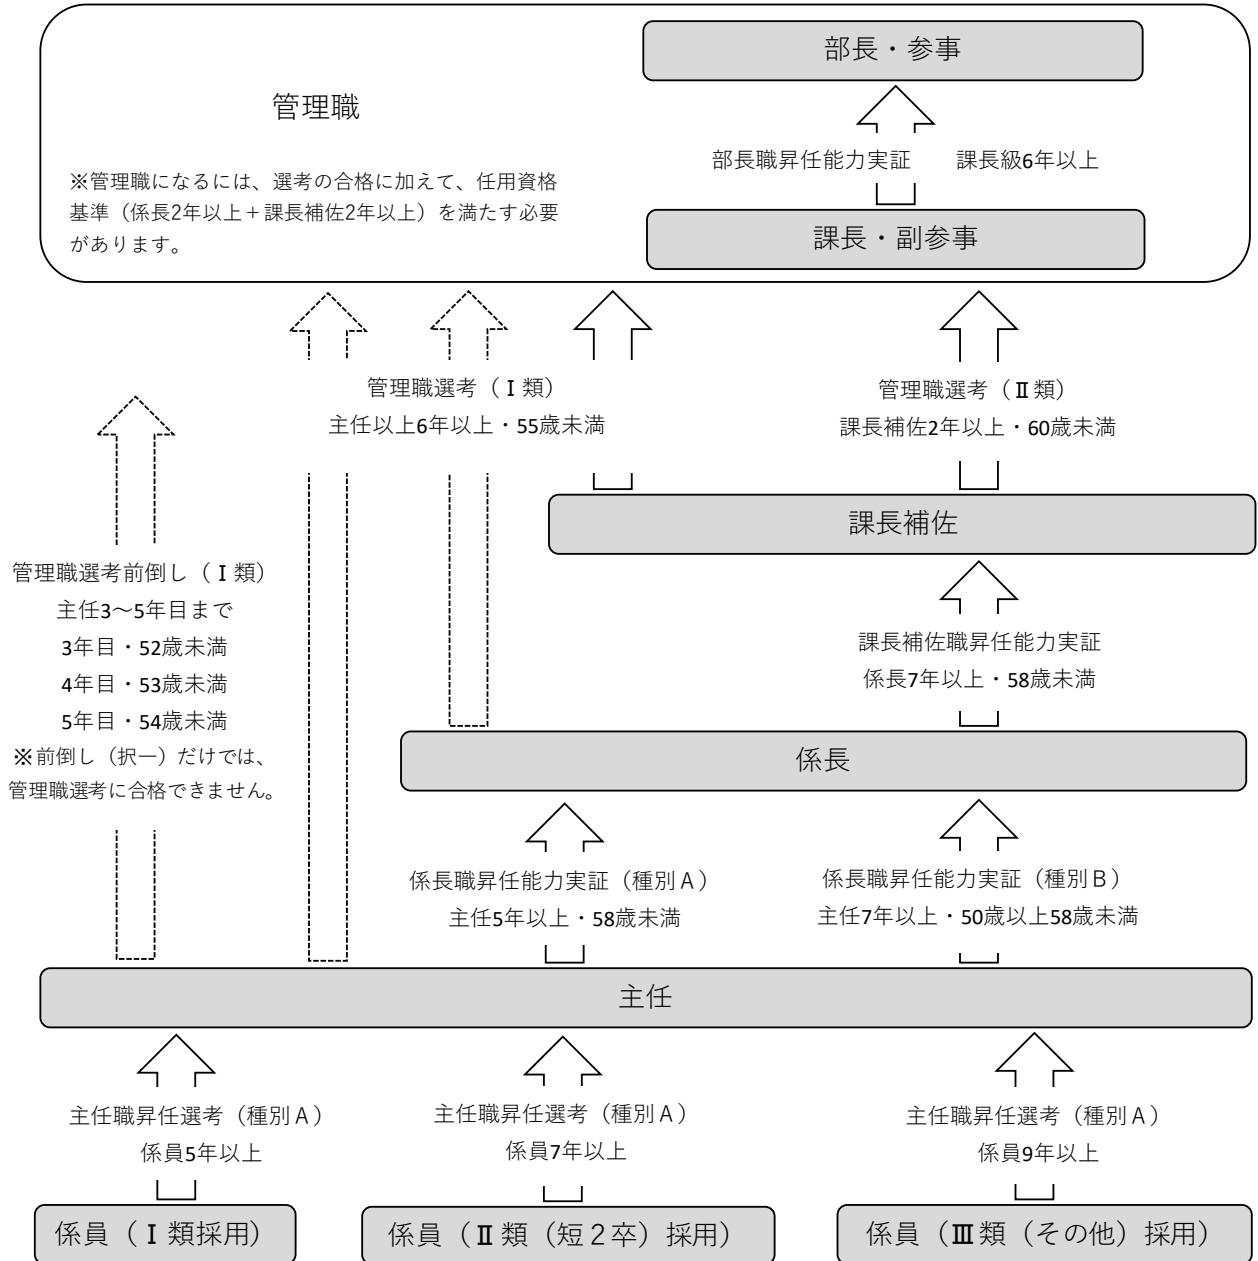 部長・参事
管理職
部長職昇任能力実証　課長級6年以上
※管理職になるには、選考の合格に加えて、任用資格
基準（係長2年以上＋課長補佐2年以上）を満たす必要
があります。
課長・副参事
管理職選考（Ⅰ類）
主任以上6年以上・55歳未満
管理職選考（Ⅱ類）
課長補佐2年以上・60歳未満
課長補佐
管理職選考前倒し（Ⅰ類）
主任3～5年目まで
3年目・52歳未満
4年目・53歳未満
5年目・54歳未満
※前倒し（択一）だけでは、
管理職選考に合格できません。
課長補佐職昇任能力実証
係長7年以上・58歳未満
係長
係長職昇任能力実証（種別Ａ）
主任5年以上・58歳未満
係長職昇任能力実証（種別Ｂ）
主任7年以上・50歳以上58歳未満
主任
主任職昇任選考（種別Ａ）
係員5年以上
主任職昇任選考（種別Ａ）
係員7年以上
主任職昇任選考（種別Ａ）
係員9年以上
係員（Ⅰ類採用）
係員（Ⅱ類（短２卒）採用）
係員（Ⅲ類（その他）採用）